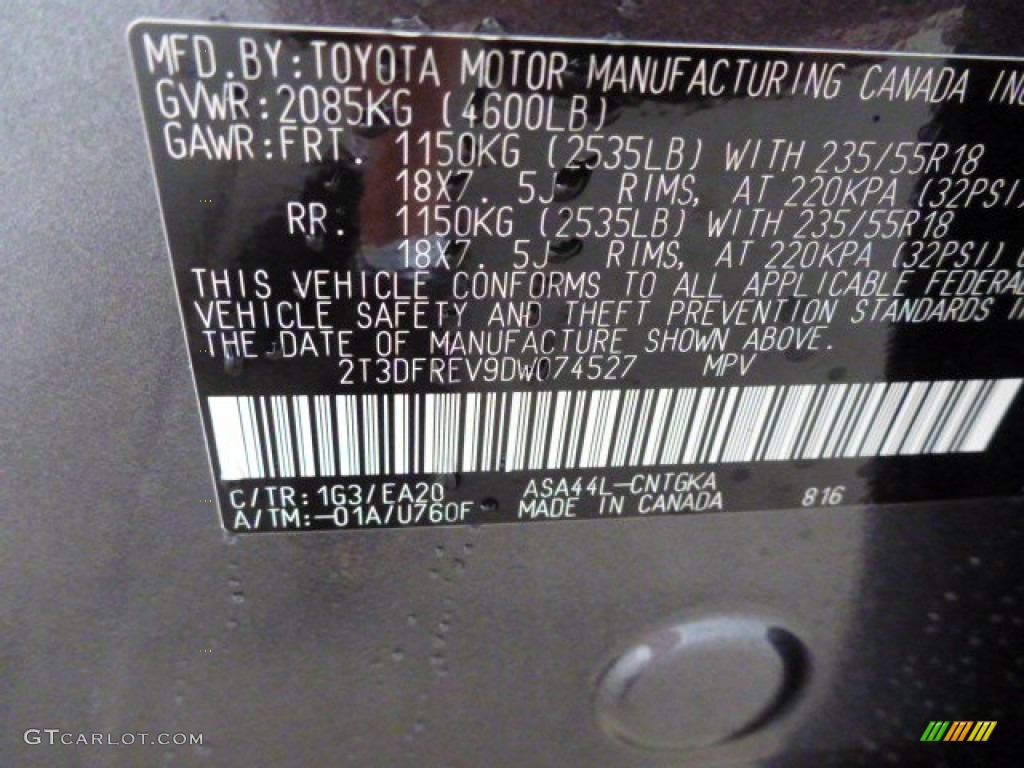 MFD.BY:TOYOTA MOTOR MANUFACTURING CANADA INC
GVWR:2085KG (4600LB)
GAWR:FRT. 1150KG (2535LB) WITH 235/55R18
18X7.5J RIMS, AT 220KPA (32PSI)
RR. 1150KG (2535LB) WITH 235/55R18
18X7.5J RIMS, AT 220KPA (32PSI)
THIS VEHICLE CONFORMS TO ALL APPLICABLE FEDERAL
VEHICLE SAFETY AND THEFT PREVENTION STANDARDS
THE DATE OF MANUFACTURE SHOWN ABOVE.
2T3DFREV9DW074527 MPV
C/TR:1G3/EA20 ASA44L-CNTGKA 816
A/TM:-01A/U760F MADE IN CANADA
GTCARLOT.COM